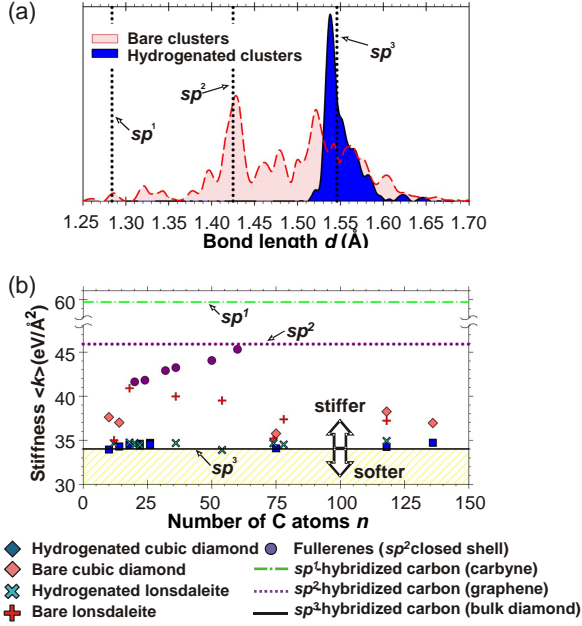 (a)
Bare clusters
Hydrogenated clusters
sp3
sp2
sp1
1.25 1.30 1.35 1.40 1.45 1.50 1.55 1.60 1.65 1.70
Bond length d (Å)
(b)
60
sp1
sp2
45
40
35
30
Stiffness <k>(eV/Å2)
stiffer
sp3
softer
0 25 50 75 100 125 150
Number of C atoms n
Hydrogenated cubic diamond
Bare cubic diamond
Hydrogenated lonsdaleite
Bare lonsdaleite
Fullerenes (sp2closed shell)
sp1-hybridized carbon (carbyne)
sp2-hybridized carbon (graphene)
sp3-hybridized carbon (bulk diamond)